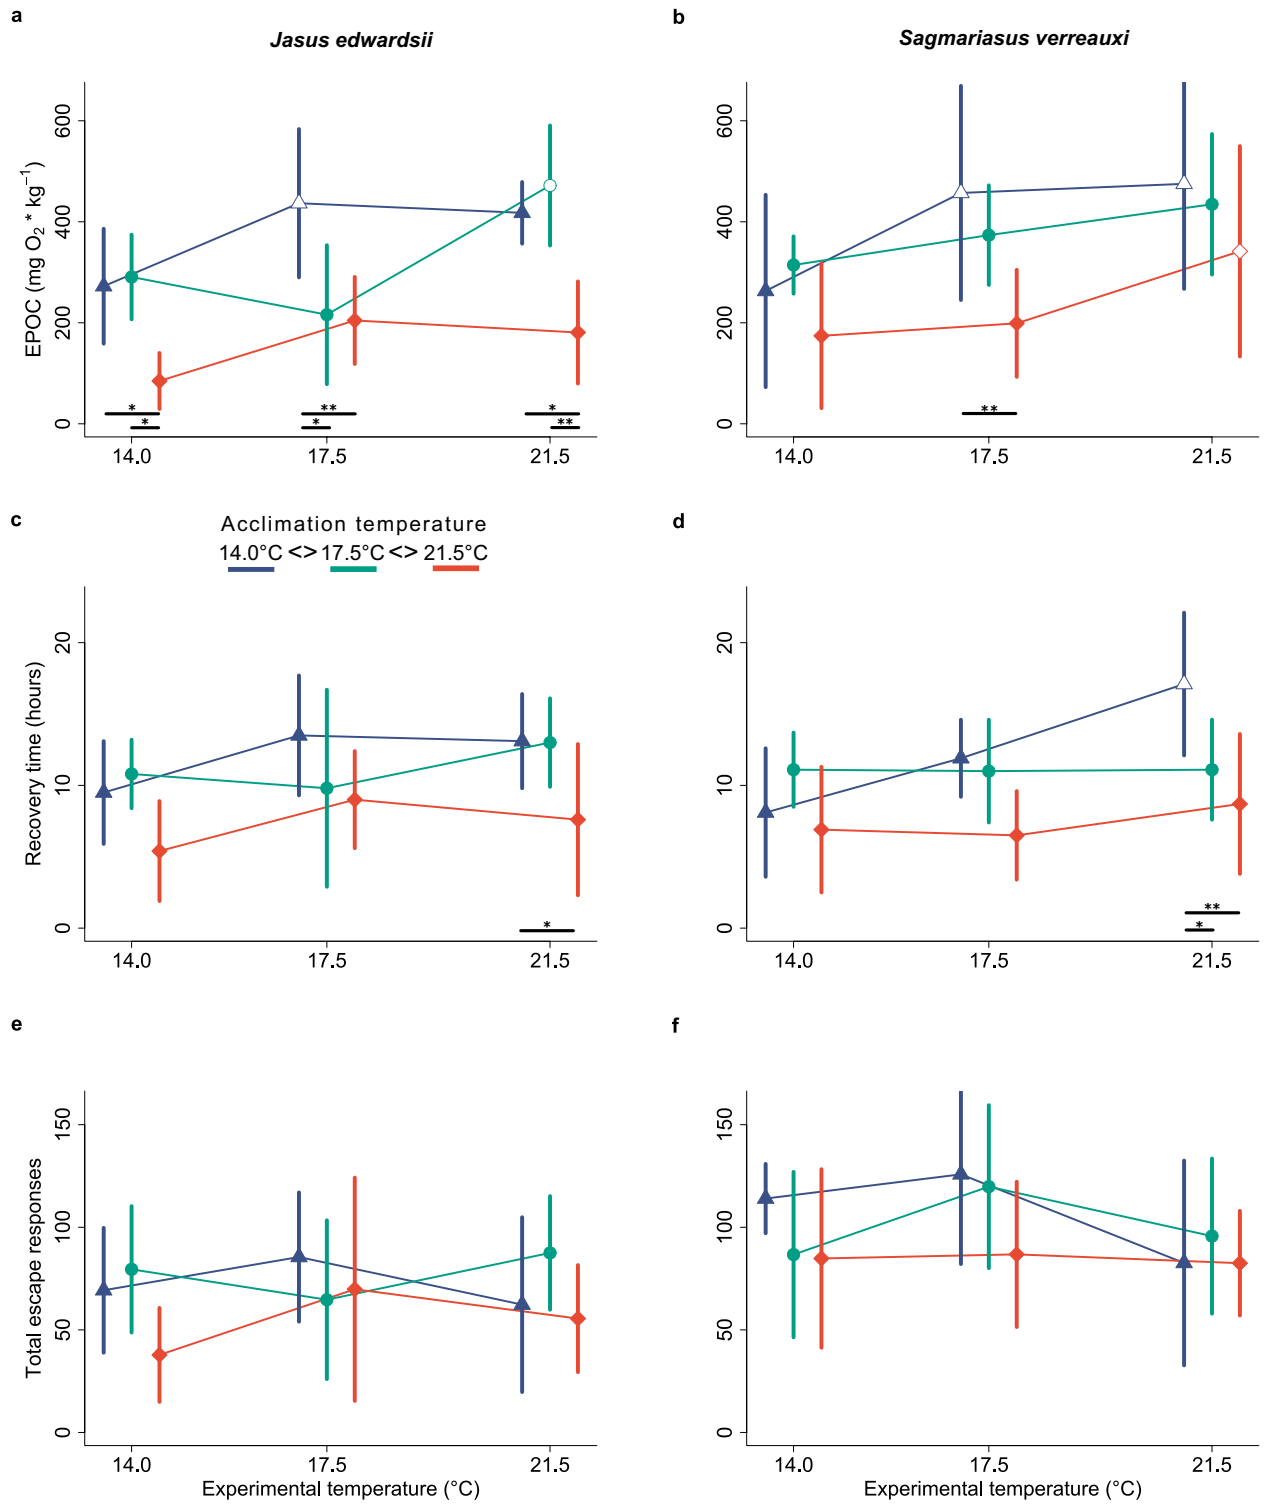 a
Jasus edwardsii
b
Sagmariasus verreauxi
EPOC (mg O₂ * kg⁻¹)
600
400
200
0
* ** *
* * **
14.0 17.5 21.5
600
400
200
0
**
14.0 17.5 21.5
c
Acclimation temperature
14.0°C <> 17.5°C <> 21.5°C
d
Recovery time (hours)
20
10
0
*
14.0 17.5 21.5
20
10
0
**
*
14.0 17.5 21.5
e
f
Total escape responses
150
100
50
0
14.0 17.5 21.5
Experimental temperature (°C)
150
100
50
0
14.0 17.5 21.5
Experimental temperature (°C)